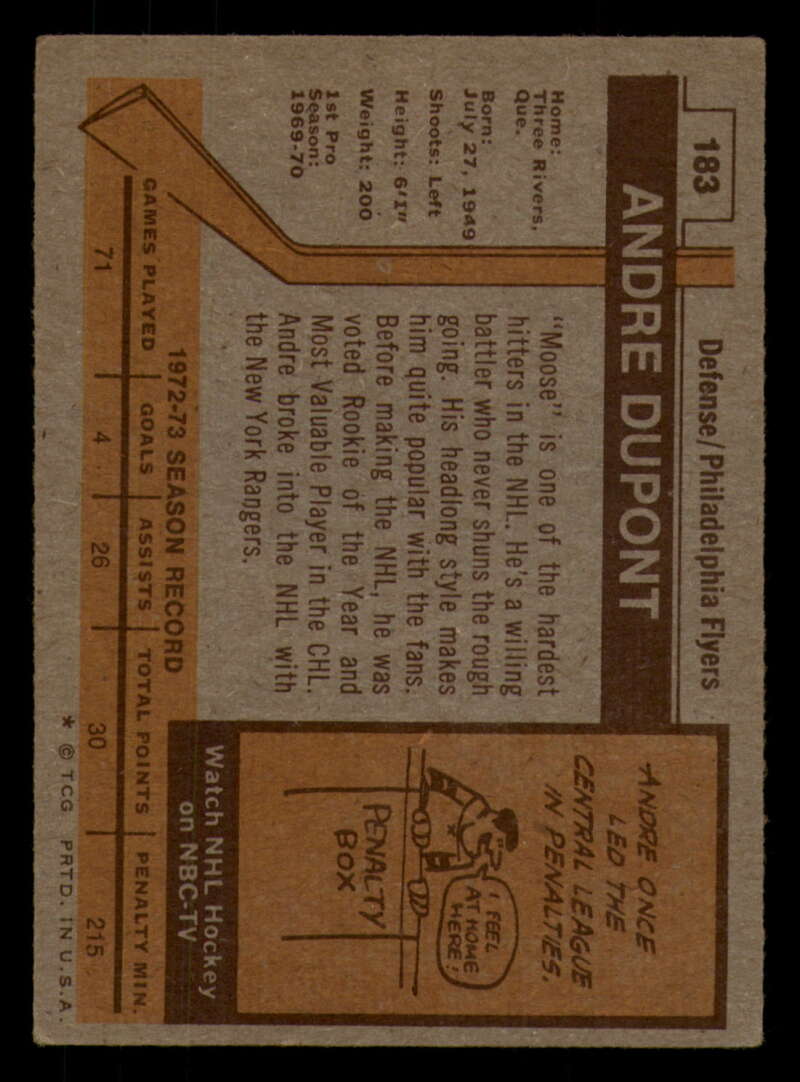 183
Defense/Philadelphia Flyers
ANDRE DUPONT
Home:
Three Rivers,
Que.
Born:
July 27, 1949
Shoots: Left
Height: 6'1"
Weight: 200
1st Pro
Season:
1969-70
"Moose" is one of the hardest
hitters in the NHL. He's a willing
battler who never shuns the rough
going. His headlong style makes
him quite popular with the fans.
Before making the NHL, he was
voted Rookie of the Year and
Most Valuable Player in the CHL.
Andre broke into the NHL with
the New York Rangers.
ANDRE ONCE
LED THE
CENTRAL LEAGUE
IN PENALTIES.
I FEEL
AT HOME
HERE!
PENALTY
BOX
Watch NHL Hockey
on NBC-TV
1972-73 SEASON RECORD
GAMES PLAYED GOALS ASSISTS TOTAL POINTS PENALTY MIN.
71 4 26 30 215
* © TCG PRTD. IN U.S.A.